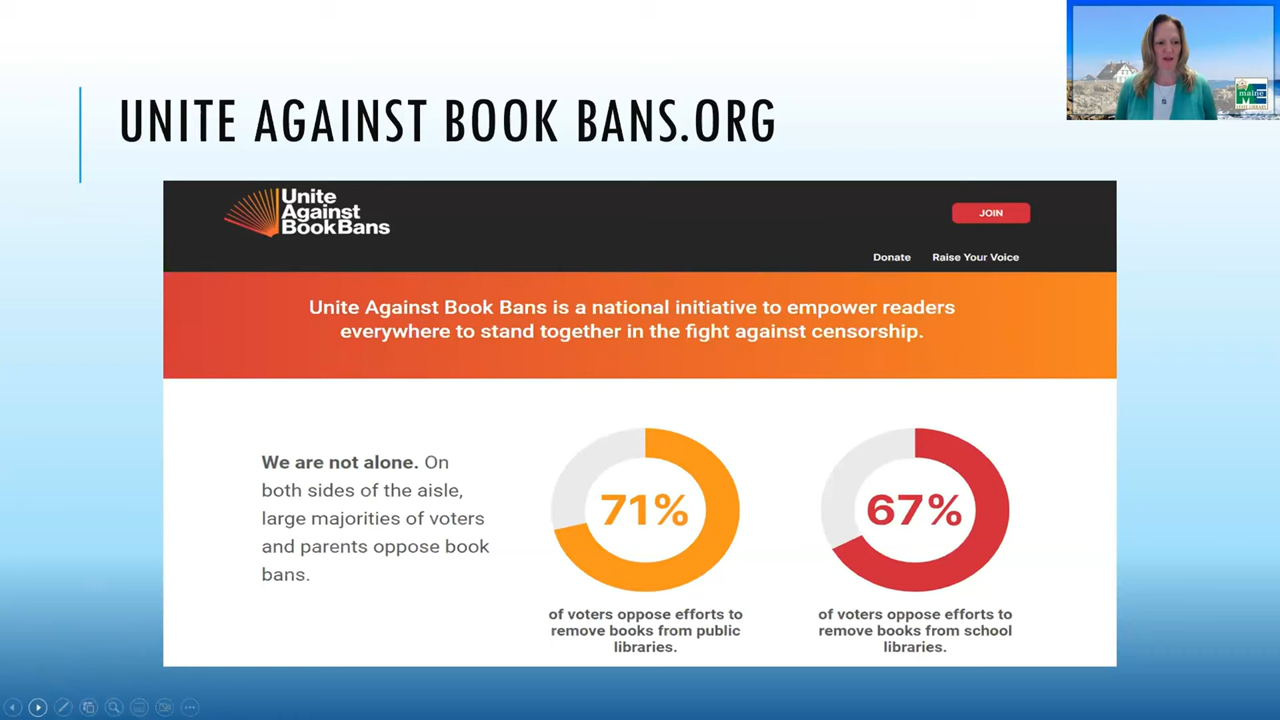 UNITE AGAINST BOOK BANS.ORG
Unite
Against
BookBans
JOIN
Donate
Raise Your Voice
Unite Against Book Bans is a national initiative to empower readers
everywhere to stand together in the fight against censorship.
We are not alone. On
both sides of the aisle,
large majorities of voters
and parents oppose book
bans.
71%
of voters oppose efforts to
remove books from public
libraries.
67%
of voters oppose efforts to
remove books from school
libraries.
maine